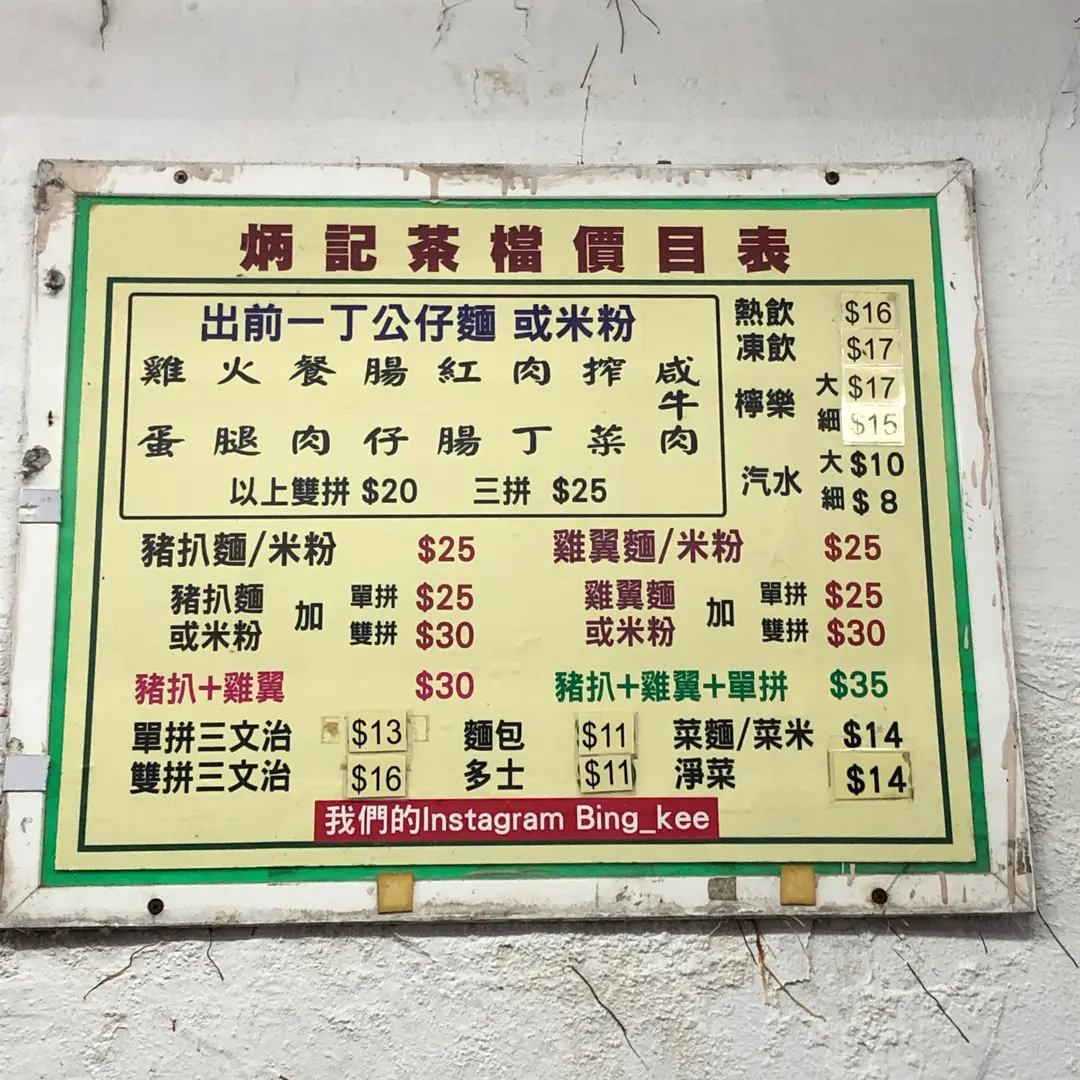 炳記茶檔價目表
出前一丁公仔麵 或米粉
雞蛋 火腿 餐肉 腸仔 紅腸 肉丁 搾菜 咸牛肉
以上雙拼 $20 三拼 $25
熱飲 $16
凍飲 $17
檸樂 大 $17
細 $15
汽水 大 $10
細 $8
豬扒麵/米粉 $25 雞翼麵/米粉 $25
豬扒麵或米粉 加 單拼 $25
雙拼 $30
雞翼麵或米粉 加 單拼 $25
雙拼 $30
豬扒+雞翼 $30 豬扒+雞翼+單拼 $35
單拼三文治 $13 麵包 $11 菜麵/菜米 $14
雙拼三文治 $16 多士 $11 淨菜 $14
我們的Instagram Bing_kee